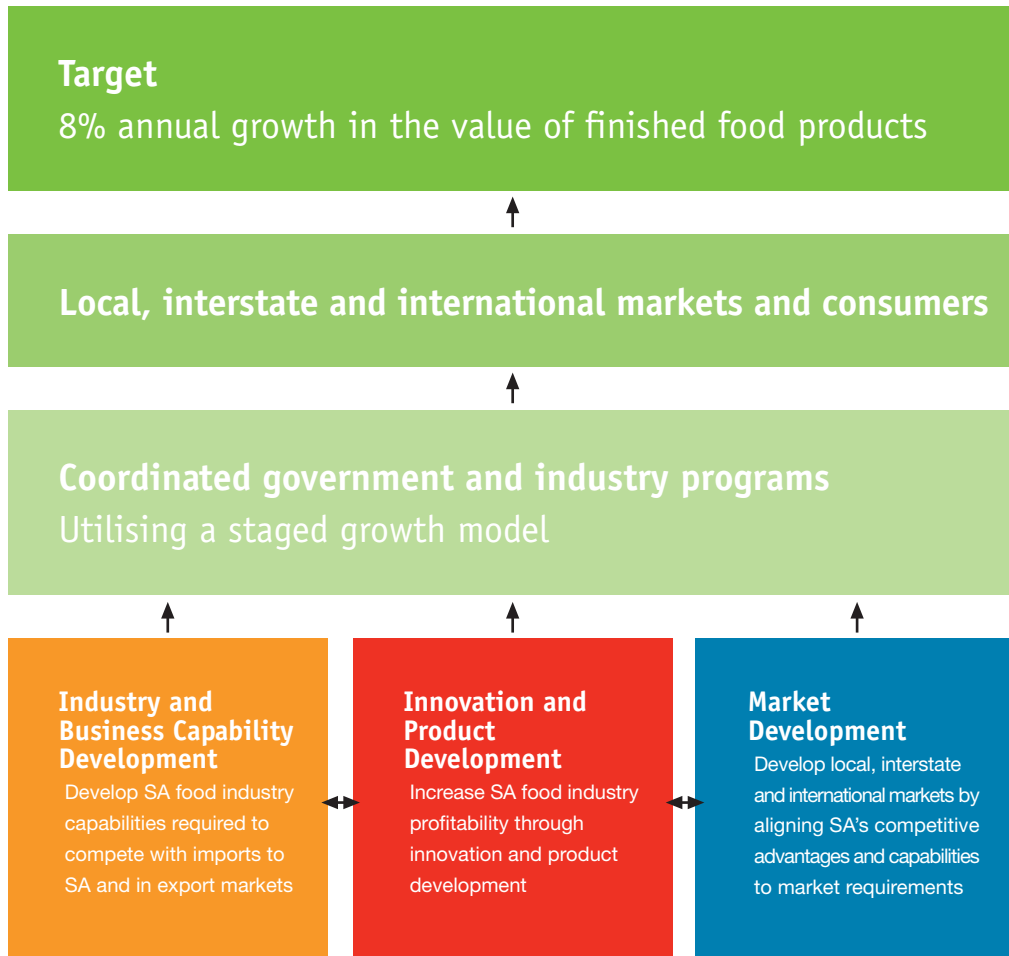 Target
8% annual growth in the value of finished food products
Local, interstate and international markets and consumers
Coordinated government and industry programs
Utilising a staged growth model
Industry and
Business Capability
Development
Develop SA food industry
capabilities required to
compete with imports to
SA and in export markets
Innovation and
Product
Development
Increase SA food industry
profitability through
innovation and product
development
Market
Development
Develop local, interstate
and international markets by
aligning SA’s competitive
advantages and capabilities
to market requirements